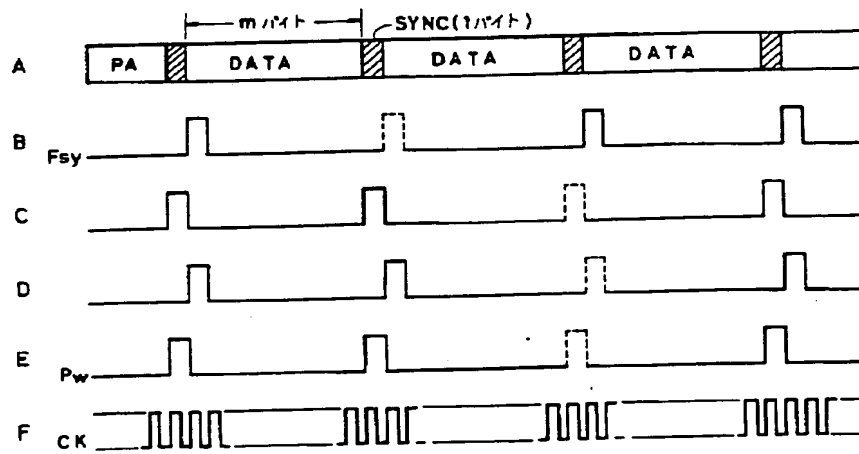 mバイト SYNC(1バイト)
A PA DATA DATA DATA
B Fsy
C
D
E Pw
F CK